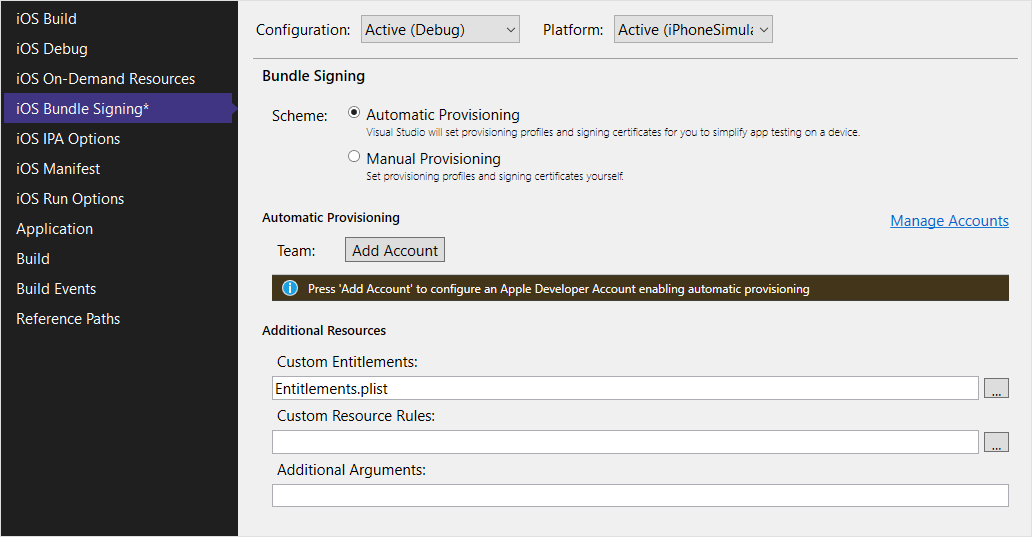 iOS Build
iOS Debug
iOS On-Demand Resources
iOS Bundle Signing*
iOS IPA Options
iOS Manifest
iOS Run Options
Application
Build
Build Events
Reference Paths
Configuration: Active (Debug) Platform: Active (iPhoneSimula
Bundle Signing
Scheme: Automatic Provisioning
Visual Studio will set provisioning profiles and signing certificates for you to simplify app testing on a device.
Manual Provisioning
Set provisioning profiles and signing certificates yourself.
Automatic Provisioning Manage Accounts
Team: Add Account
Press 'Add Account' to configure an Apple Developer Account enabling automatic provisioning
Additional Resources
Custom Entitlements:
Entitlements.plist ...
Custom Resource Rules:
...
Additional Arguments: